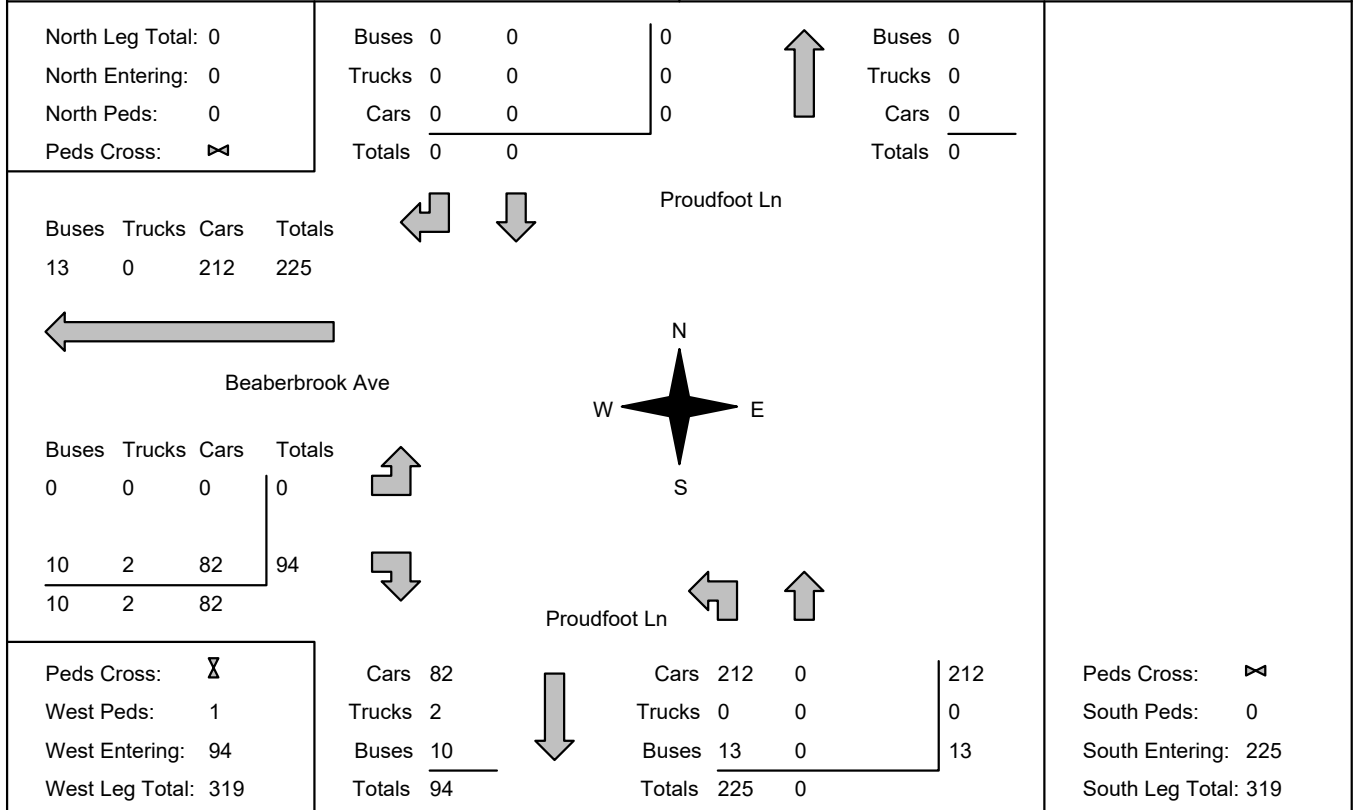 North Leg Total: 0
North Entering: 0
North Peds: 0
Peds Cross:
Buses 0 0 0
Trucks 0 0 0
Cars 0 0 0
Totals 0 0
Buses 0
Trucks 0
Cars 0
Totals 0
Proudfoot Ln
Buses Trucks Cars Totals
13 0 212 225
Beaberbrook Ave
N
W E
S
Buses Trucks Cars Totals
0 0 0 0
10 2 82 94
10 2 82
Proudfoot Ln
Peds Cross:
West Peds: 1
West Entering: 94
West Leg Total: 319
Cars 82
Trucks 2
Buses 10
Totals 94
Cars 212 0 212
Trucks 0 0 0
Buses 13 0 13
Totals 225 0
Peds Cross:
South Peds: 0
South Entering: 225
South Leg Total: 319